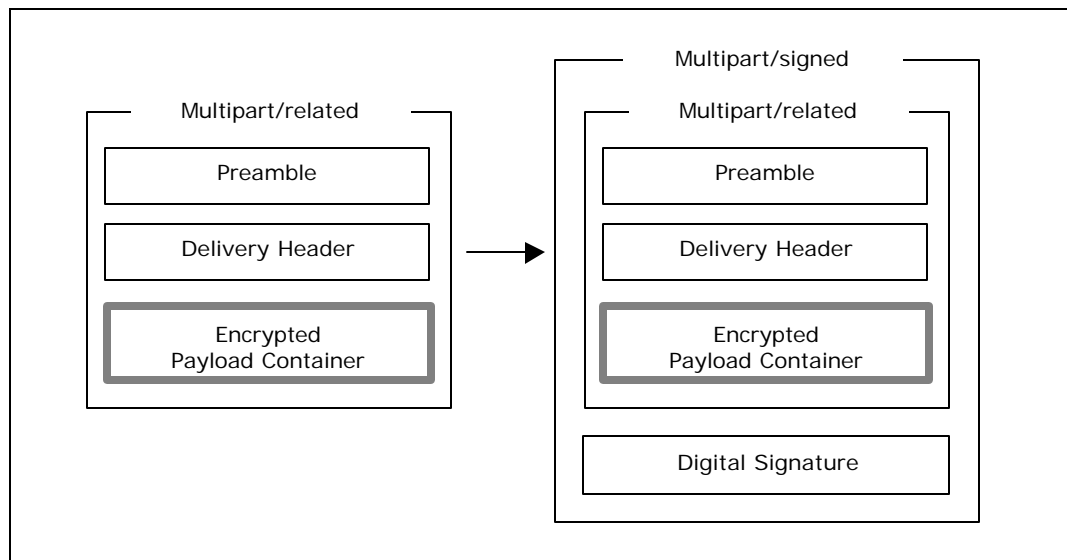 Multipart/related
Preamble
Delivery Header
Encrypted
Payload Container
Multipart/signed
Multipart/related
Preamble
Delivery Header
Encrypted
Payload Container
Digital Signature